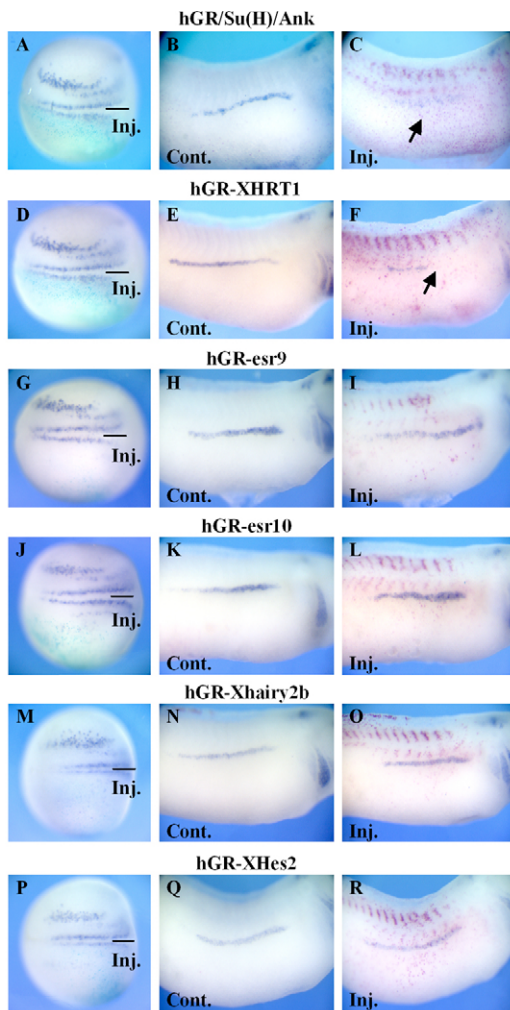 hGR/Su(H)/Ank
A B C
Inj. Cont. Inj.
hGR-XHRT1
D E F
Inj. Cont. Inj.
hGR-esr9
G H I
Inj. Cont. Inj.
hGR-esr10
J K L
Inj. Cont. Inj.
hGR-Xhairy2b
M N O
Inj. Cont. Inj.
hGR-XHes2
P Q R
Inj. Cont. Inj.